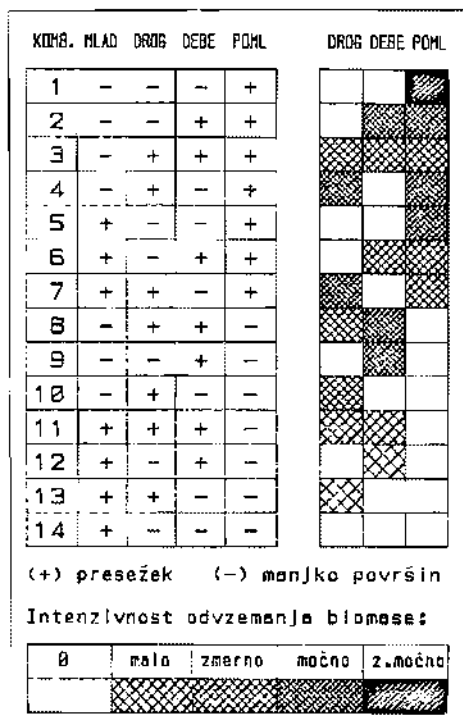 KOMB. MLAD DROG DEBE POML DROG DEBE POML
1 - - - +
2 - - + +
3 - + + +
4 - + - +
5 + - - +
6 + - + +
7 + + - +
8 - + + -
9 - - + -
10 - + - -
11 + + + -
12 + - + -
13 + + - -
14 + - - -
(+) presežek (-) manjko površin
Intenzivnost odvzemanja biomase:
0 malo zmerno močno z.močno